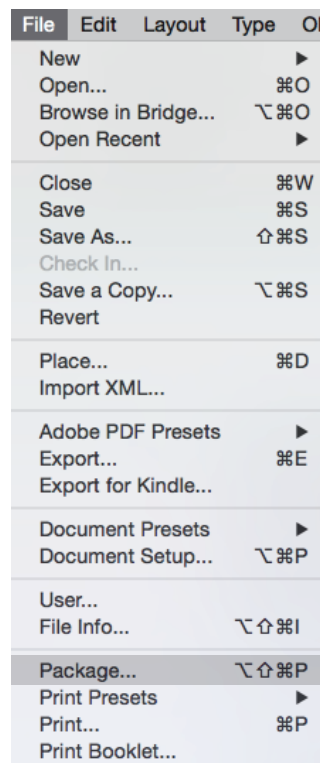 File Edit Layout Type
New ▶
Open... ⌘O
Browse in Bridge... ⌥⌘O
Open Recent ▶
Close ⌘W
Save ⌘S
Save As... ⇧⌘S
Check In...
Save a Copy... ⌥⌘S
Revert
Place... ⌘D
Import XML...
Adobe PDF Presets ▶
Export... ⌘E
Export for Kindle...
Document Presets ▶
Document Setup... ⌥⌘P
User...
File Info... ⌥⇧⌘I
Package... ⌥⇧⌘P
Print Presets ▶
Print... ⌘P
Print Booklet...